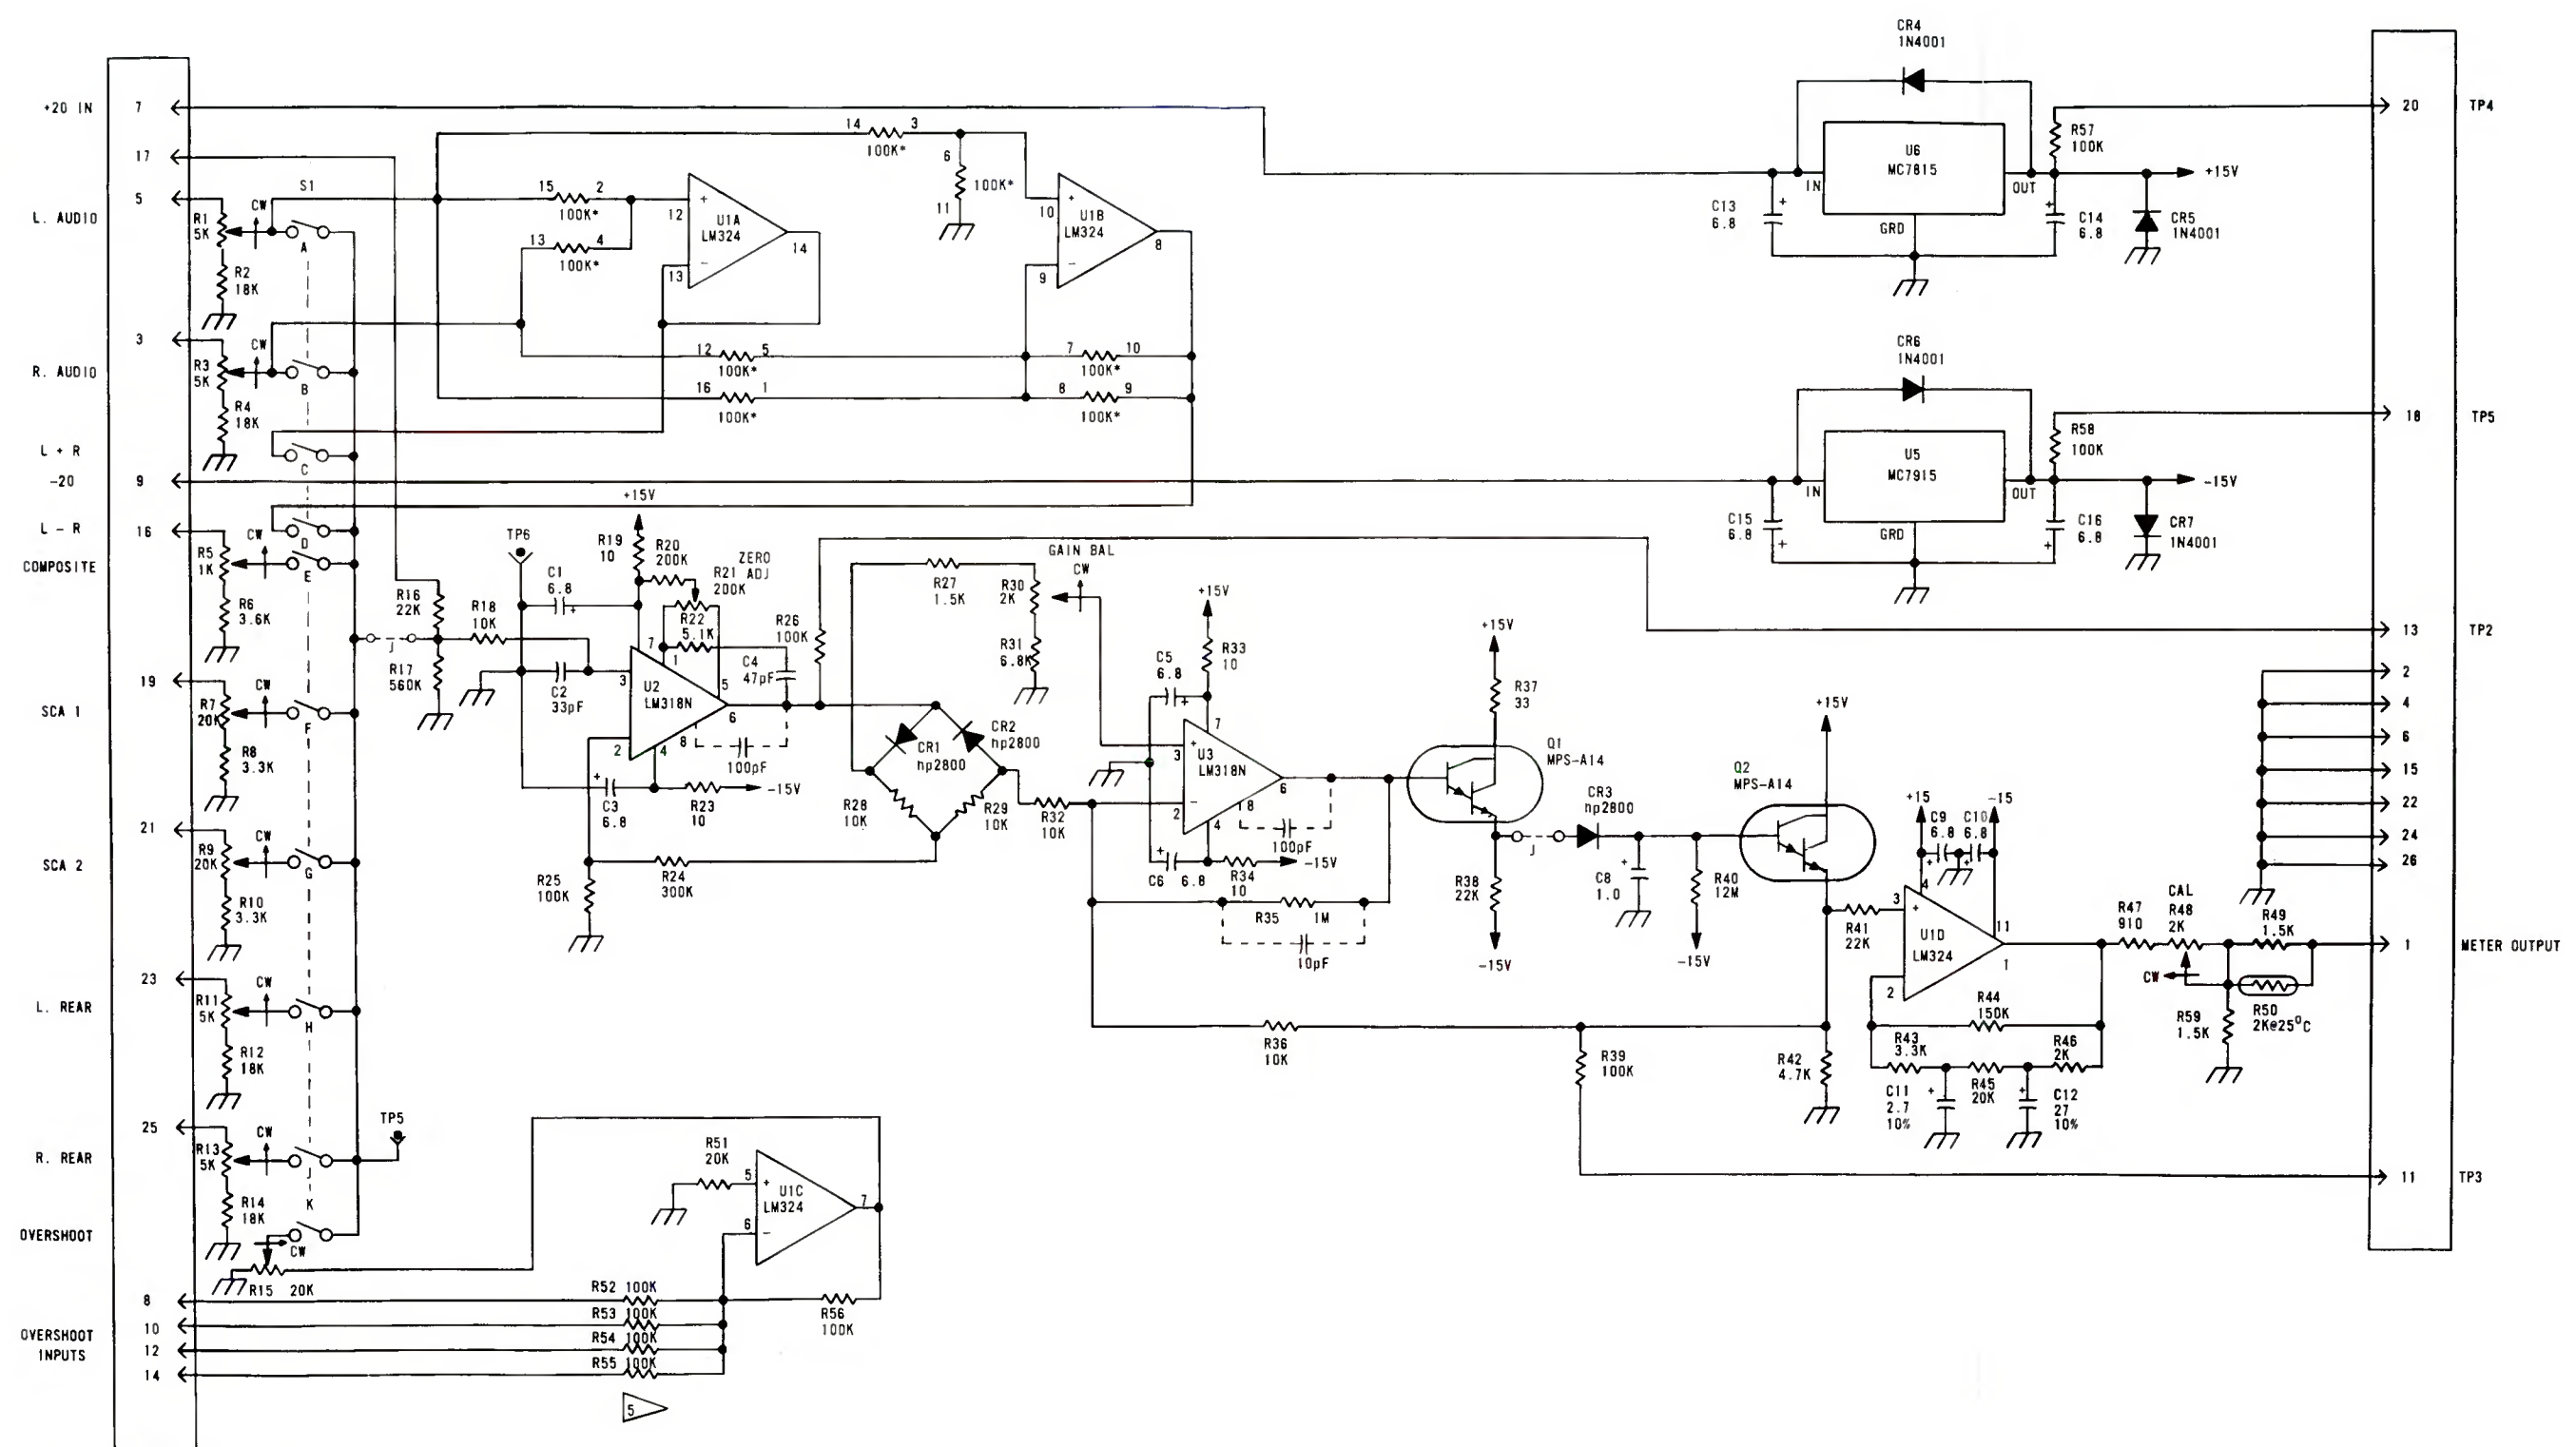 CR4
1N4001
+20 IN
7
17
5
L. AUDIO
R1
5K
CW
S1
A
R2
18K
3
R. AUDIO
R3
5K
CW
B
R4
18K
L + R
C
-20
9
L - R
16
D
COMPOSITE
R5
1K
CW
E
R6
3.6K
19
SCA 1
R7
20K
CW
F
R8
3.3K
21
SCA 2
R9
20K
CW
G
R10
3.3K
23
L. REAR
R11
5K
CW
H
R12
18K
25
R. REAR
R13
5K
CW
J
TP5
R14
18K
K
OVERSHOOT
CW
R15 20K
8
10
OVERSHOOT
INPUTS
12
14
R52 100K
R53 100K
R54 100K
R55 100K
5
R51
20K
5
+
U1C
LM324
6
-
7
R56
100K
14
3
100K*
6
100K*
11
15
2
100K*
13
4
100K*
12
+
U1A
LM324
13
-
14
10
+
U1B
LM324
9
-
8
12
5
100K*
7
10
100K*
16
1
100K*
8
9
100K*
+15V
TP6
R19
10
R20
200K
ZERO
ADJ
R21
200K
C1
6.8
+
R16
22K
R18
10K
J
R17
560K
C2
33pF
R22
5.1K
7
1
C4
47pF
R26
100K
3
U2
LM318N
5
6
2
4
8
100pF
+
C3
6.8
R23
10
-15V
R25
100K
R24
300K
R27
1.5K
GAIN BAL
CW
R30
2K
R31
6.8K
CR1
hp2800
CR2
hp2800
R28
10K
R29
10K
R32
10K
+15V
R33
10
C5
6.8
+
7
3
+
U3
LM318N
2
-
6
8
4
100pF
+
C6
6.8
R34
10
-15V
R35
1M
10pF
R36
10K
+15V
R37
33
Q1
MPS-A14
R38
22K
-15V
J
CR3
hp2800
+
C8
1.0
R40
12M
-15V
Q2
MPS-A14
+15V
R39
100K
R42
4.7K
R41
22K
+15
-15
C9
6.8
C10
6.8
+
+
4
3
+
U1D
LM324
11
1
2
R44
150K
R43
3.3K
R45
20K
R46
2K
+
C11
2.7
10%
+
C12
27
10%
R47
910
CAL
R48
2K
CW
R49
1.5K
R50
2K@25°C
R59
1.5K
C13
6.8
+
IN
U6
MC7815
OUT
GRD
R57
100K
+15V
+
C14
6.8
CR5
1N4001
CR6
1N4001
C15
6.8
+
IN
U5
MC7915
OUT
GRD
R58
100K
-15V
C16
6.8
+
CR7
1N4001
20
TP4
18
TP5
13
TP2
2
4
6
15
22
24
26
1
METER OUTPUT
11
TP3